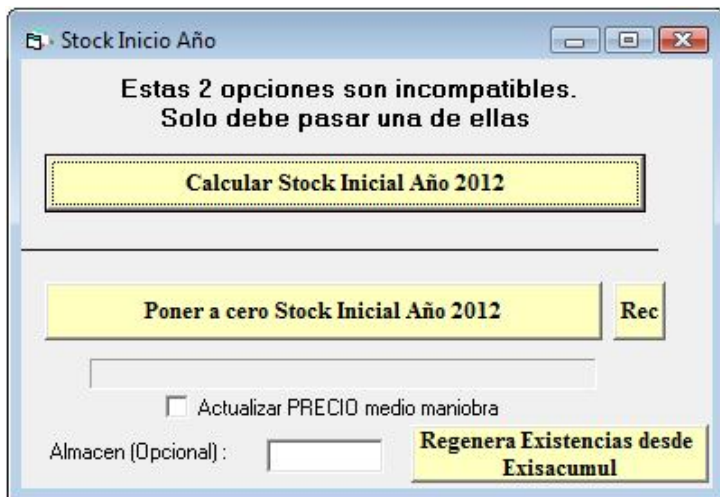 Stock Inicio Año
Estas 2 opciones son incompatibles.
Solo debe pasar una de ellas
Calcular Stock Inicial Año 2012
Poner a cero Stock Inicial Año 2012
Rec
Actualizar PRECIO medio maniobra
Almacen (Opcional) :
Regenera Existencias desde
Exisacumul